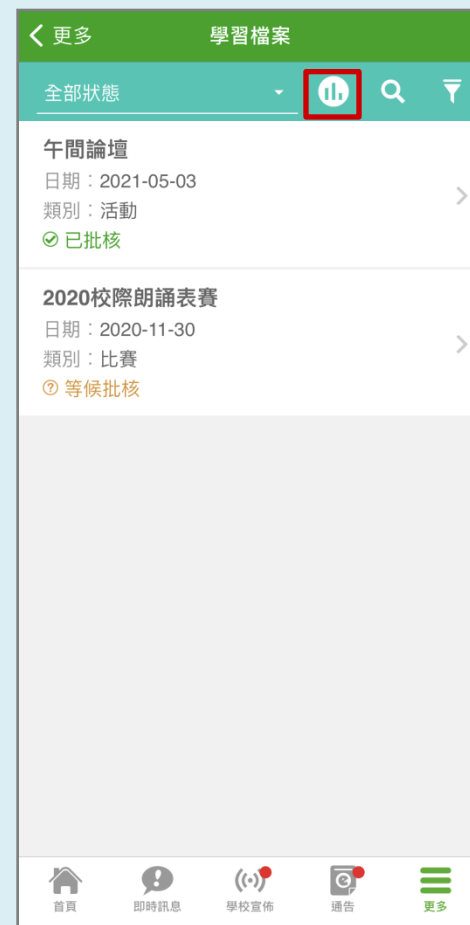 更多
學習檔案
全部狀態
午間論壇
日期：2021-05-03
類別：活動
已批核
2020校際朗誦表賽
日期：2020-11-30
類別：比賽
等候批核
首頁
即時訊息
學校宣佈
通告
更多